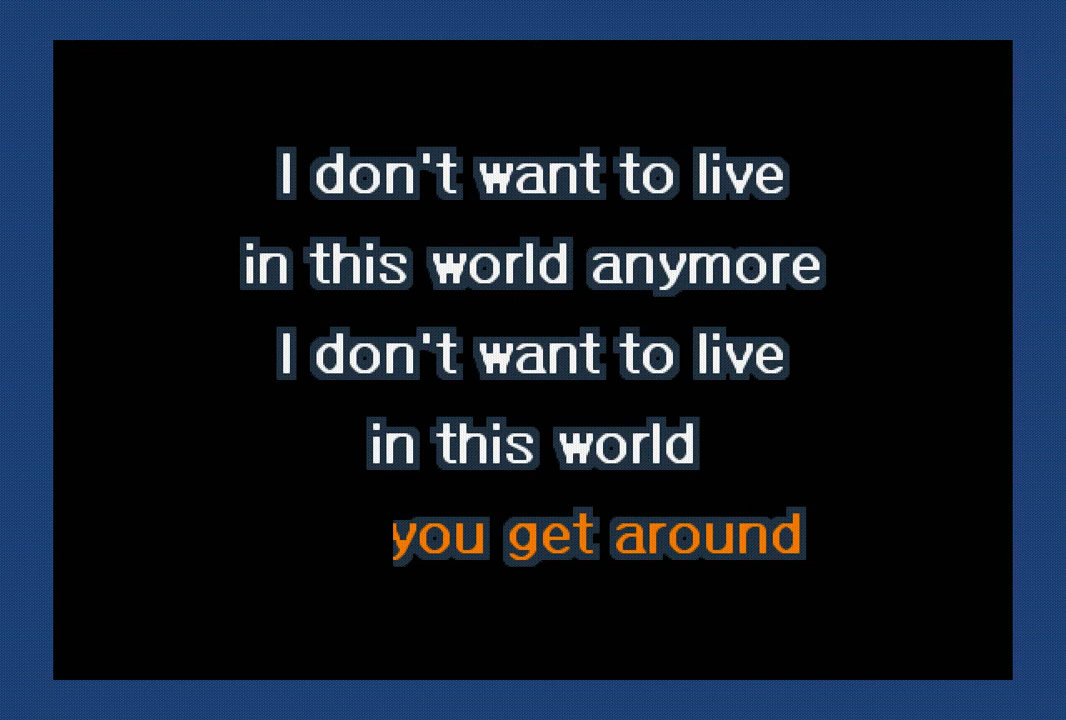 I don't want to live
in this world anymore
I don't want to live
in this world
you get around